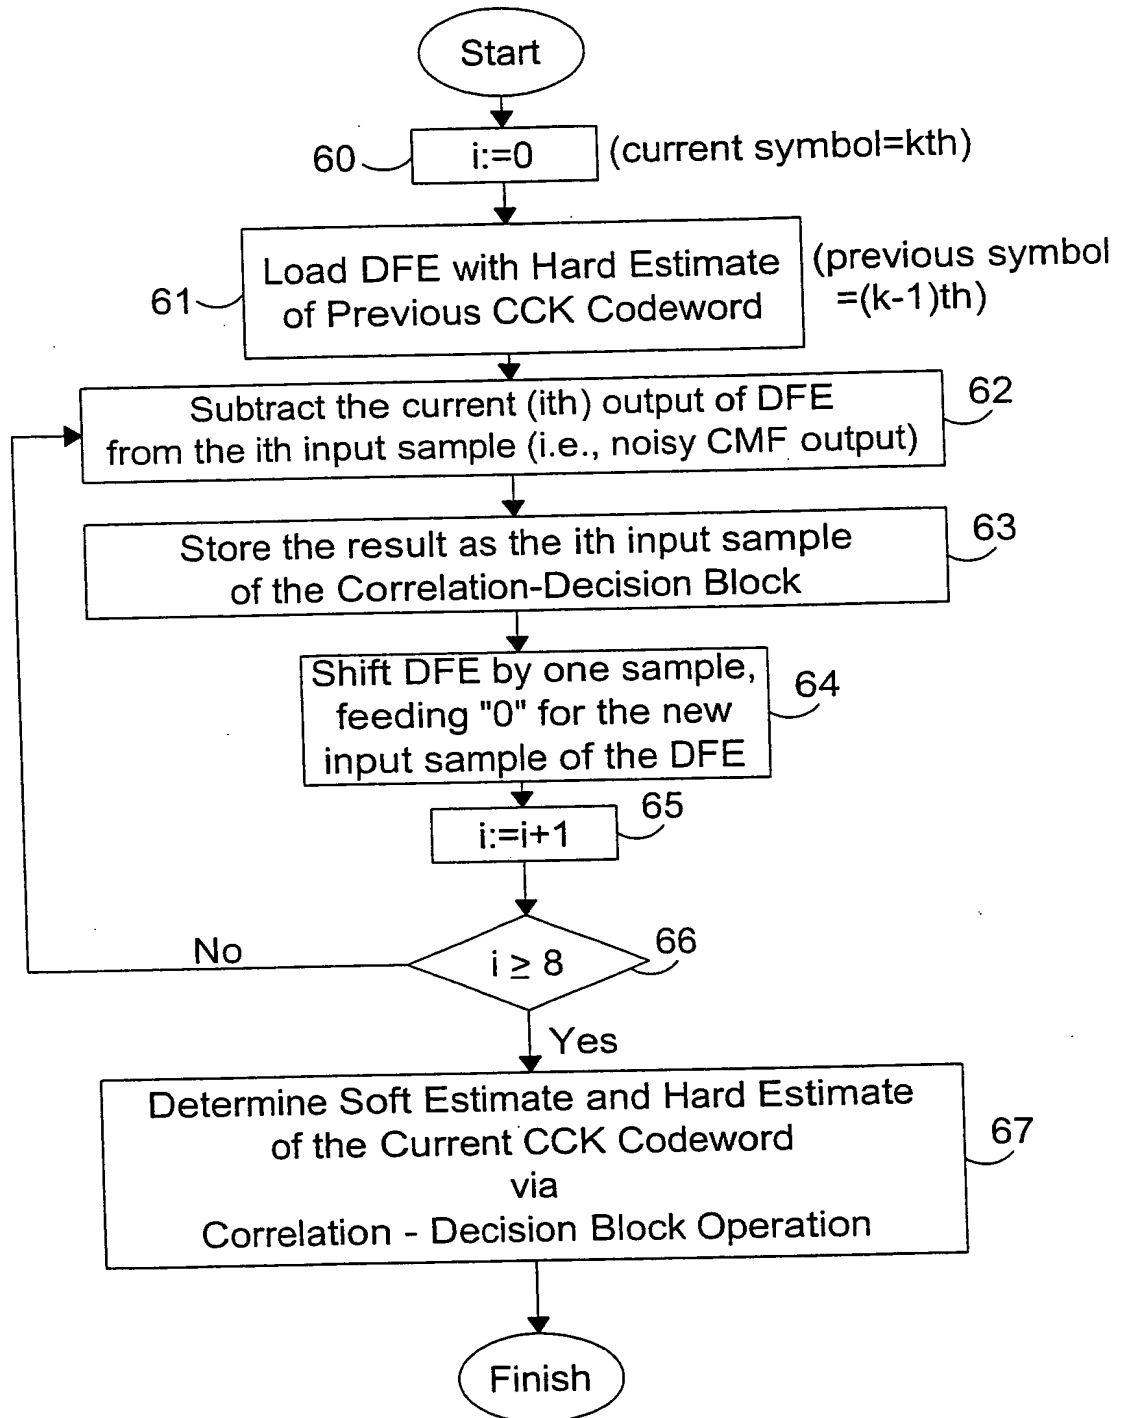 Start
60
i:=0
(current symbol=kth)
61
Load DFE with Hard Estimate
of Previous CCK Codeword
(previous symbol
=(k-1)th)
Subtract the current (ith) output of DFE
from the ith input sample (i.e., noisy CMF output)
62
Store the result as the ith input sample
of the Correlation-Decision Block
63
Shift DFE by one sample,
feeding "0" for the new
input sample of the DFE
64
i:=i+1
65
i ≥ 8
66
No
Yes
Determine Soft Estimate and Hard Estimate
of the Current CCK Codeword
via
Correlation - Decision Block Operation
67
Finish